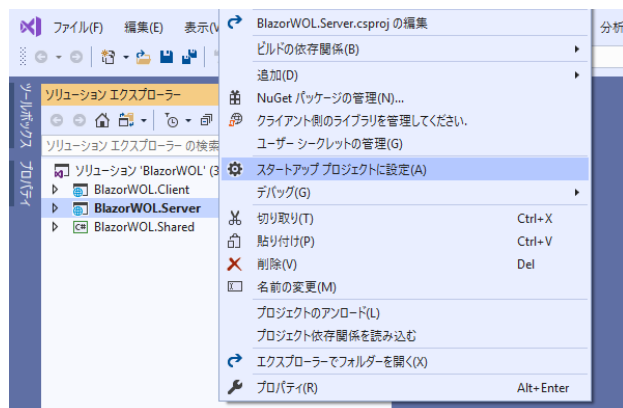 ファイル(F) 編集(E) 表示(V
分析
ツールボックス
プロパティ
ソリューション エクスプローラー
ソリューション エクスプローラー の検索
ソリューション 'BlazorWOL' (3
BlazorWOL.Client
BlazorWOL.Server
C# BlazorWOL.Shared
BlazorWOL.Server.csproj の編集
ビルドの依存関係(B)
追加(D)
NuGet パッケージの管理(N)...
クライアント側のライブラリを管理してください.
ユーザー シークレットの管理(G)
スタートアップ プロジェクトに設定(A)
デバッグ(G)
切り取り(T) Ctrl+X
貼り付け(P) Ctrl+V
削除(V) Del
名前の変更(M)
プロジェクトのアンロード(L)
プロジェクト依存関係を読み込む
エクスプローラーでフォルダーを開く(X)
プロパティ(R) Alt+Enter